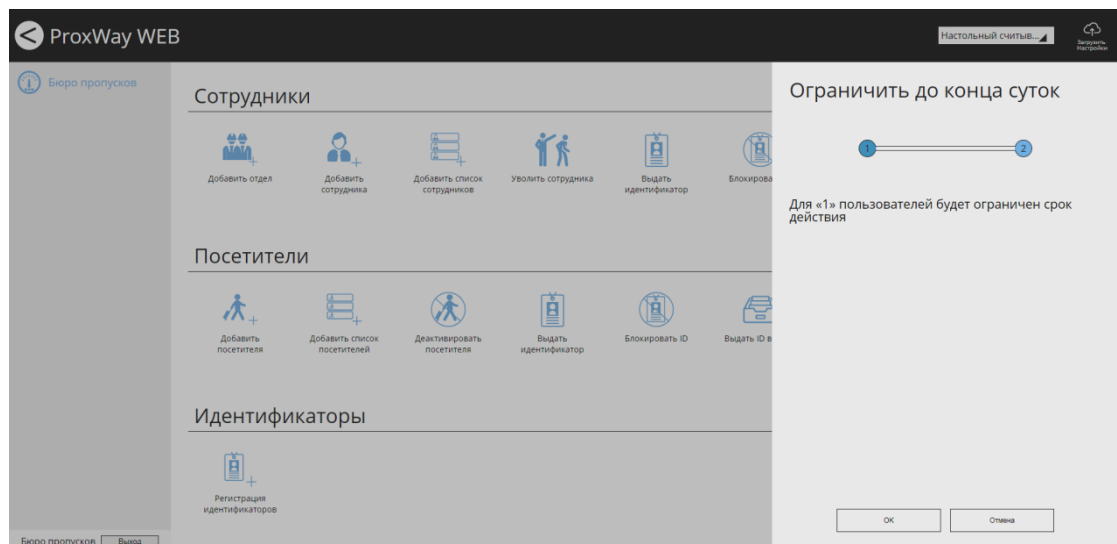 ProxWay WEB
Настольный считыв...
Загрузить
Настройки
Бюро пропусков
Сотрудники
Добавить отдел
Добавить
сотрудника
Добавить список
сотрудников
Уволить сотрудника
Выдать
идентификатор
Блокирова
Посетители
Добавить
посетителя
Добавить список
посетителей
Деактивировать
посетителя
Выдать
идентификатор
Блокировать ID
Выдать ID в
Идентификаторы
Регистрация
идентификаторов
Бюро пропусков
Выход
Ограничить до конца суток
1
2
Для «1» пользователей будет ограничен срок
действия
OK
Отмена